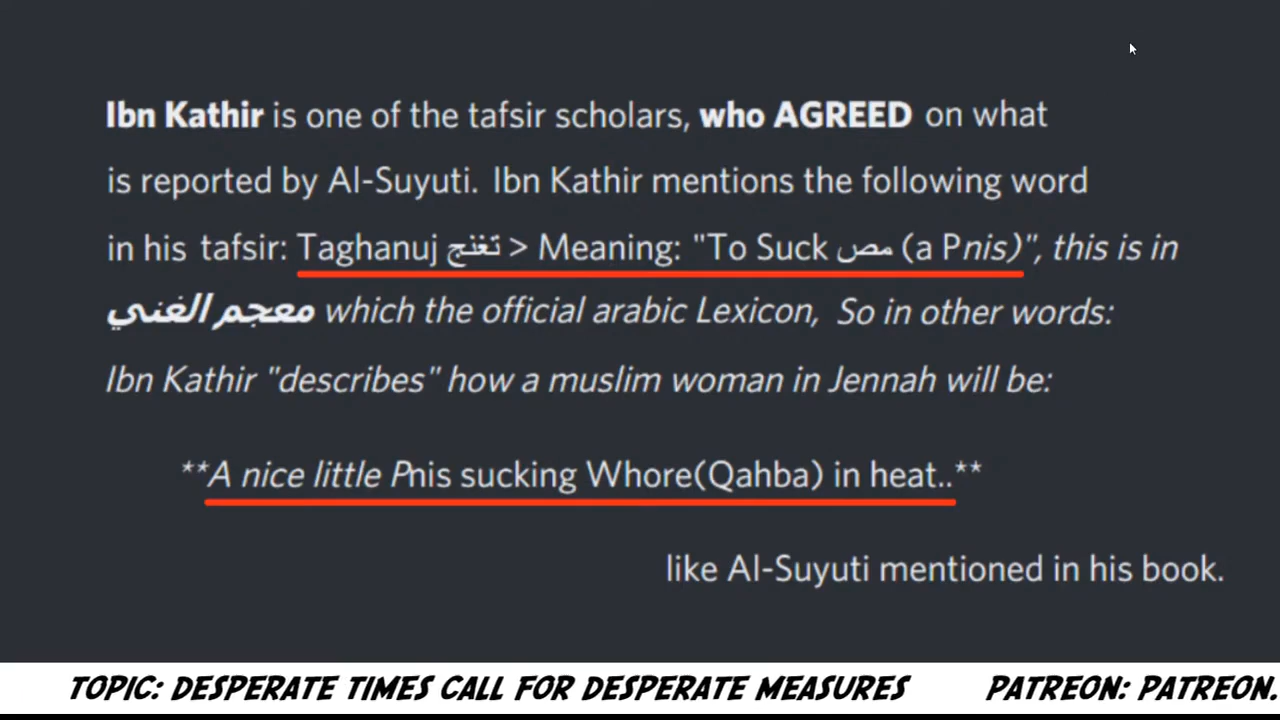 Ibn Kathir is one of the tafsir scholars, who AGREED on what
is reported by Al-Suyuti. Ibn Kathir mentions the following word
in his tafsir: Taghanuj تغنج > Meaning: "To Suck مص (a Pnis)", this is in
معجم الغني which the official arabic Lexicon, So in other words:
Ibn Kathir "describes" how a muslim woman in Jennah will be:
**A nice little Pnis sucking Whore(Qahba) in heat..**
like Al-Suyuti mentioned in his book.
TOPIC: DESPERATE TIMES CALL FOR DESPERATE MEASURES PATREON: PATREON.